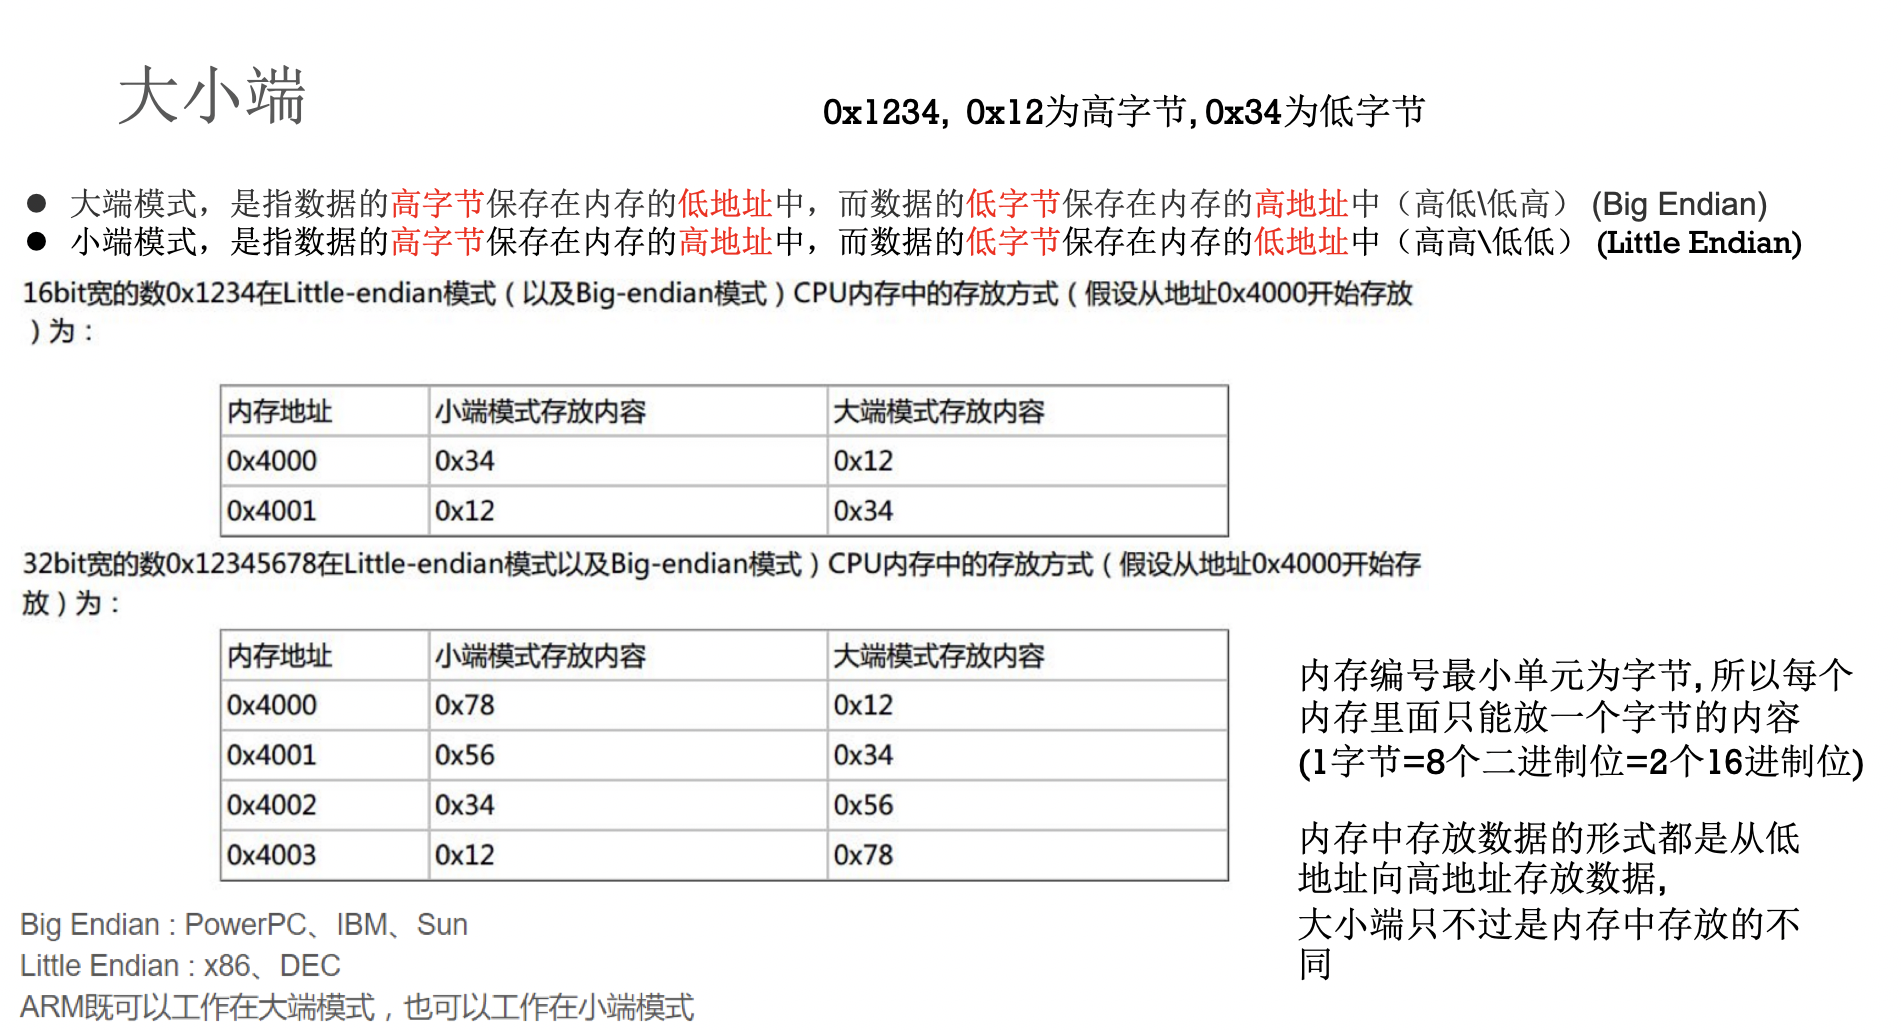 大小端
0x1234, 0x12为高字节,0x34为低字节
● 大端模式，是指数据的高字节保存在内存的低地址中，而数据的低字节保存在内存的高地址中（高低\低高） (Big Endian)
● 小端模式，是指数据的高字节保存在内存的高地址中，而数据的低字节保存在内存的低地址中（高高\低低） (Little Endian)
16bit宽的数0x1234在Little-endian模式（以及Big-endian模式）CPU内存中的存放方式（假设从地址0x4000开始存放
）为：
内存地址 小端模式存放内容 大端模式存放内容
0x4000 0x34 0x12
0x4001 0x12 0x34
32bit宽的数0x12345678在Little-endian模式以及Big-endian模式）CPU内存中的存放方式（假设从地址0x4000开始存
放）为：
内存地址 小端模式存放内容 大端模式存放内容
0x4000 0x78 0x12
0x4001 0x56 0x34
0x4002 0x34 0x56
0x4003 0x12 0x78
内存编号最小单元为字节,所以每个
内存里面只能放一个字节的内容
(1字节=8个二进制位=2个16进制位)
内存中存放数据的形式都是从低
地址向高地址存放数据,
大小端只不过是内存中存放的不
同
Big Endian : PowerPC、IBM、Sun
Little Endian : x86、DEC
ARM既可以工作在大端模式，也可以工作在小端模式